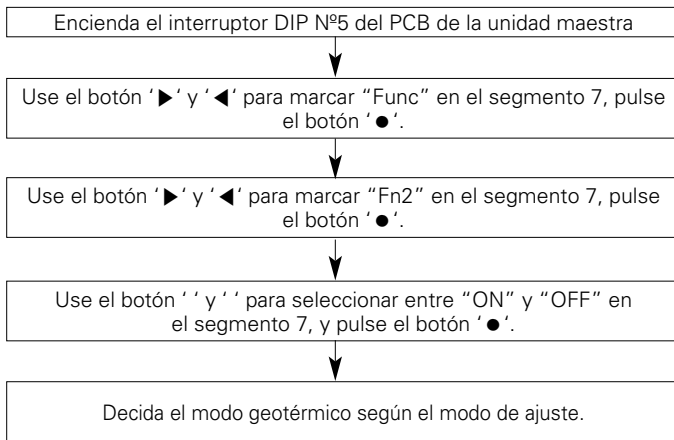 Encienda el interruptor DIP Nº5 del PCB de la unidad maestra
Use el botón ‘▶‘ y ‘◀‘ para marcar “Func” en el segmento 7, pulse
el botón ‘●‘.
Use el botón ‘▶‘ y ‘◀‘ para marcar “Fn2” en el segmento 7, pulse
el botón ‘●‘.
Use el botón ‘ ‘ y ‘ ‘ para seleccionar entre “ON” y “OFF” en
el segmento 7, y pulse el botón ‘●‘.
Decida el modo geotérmico según el modo de ajuste.